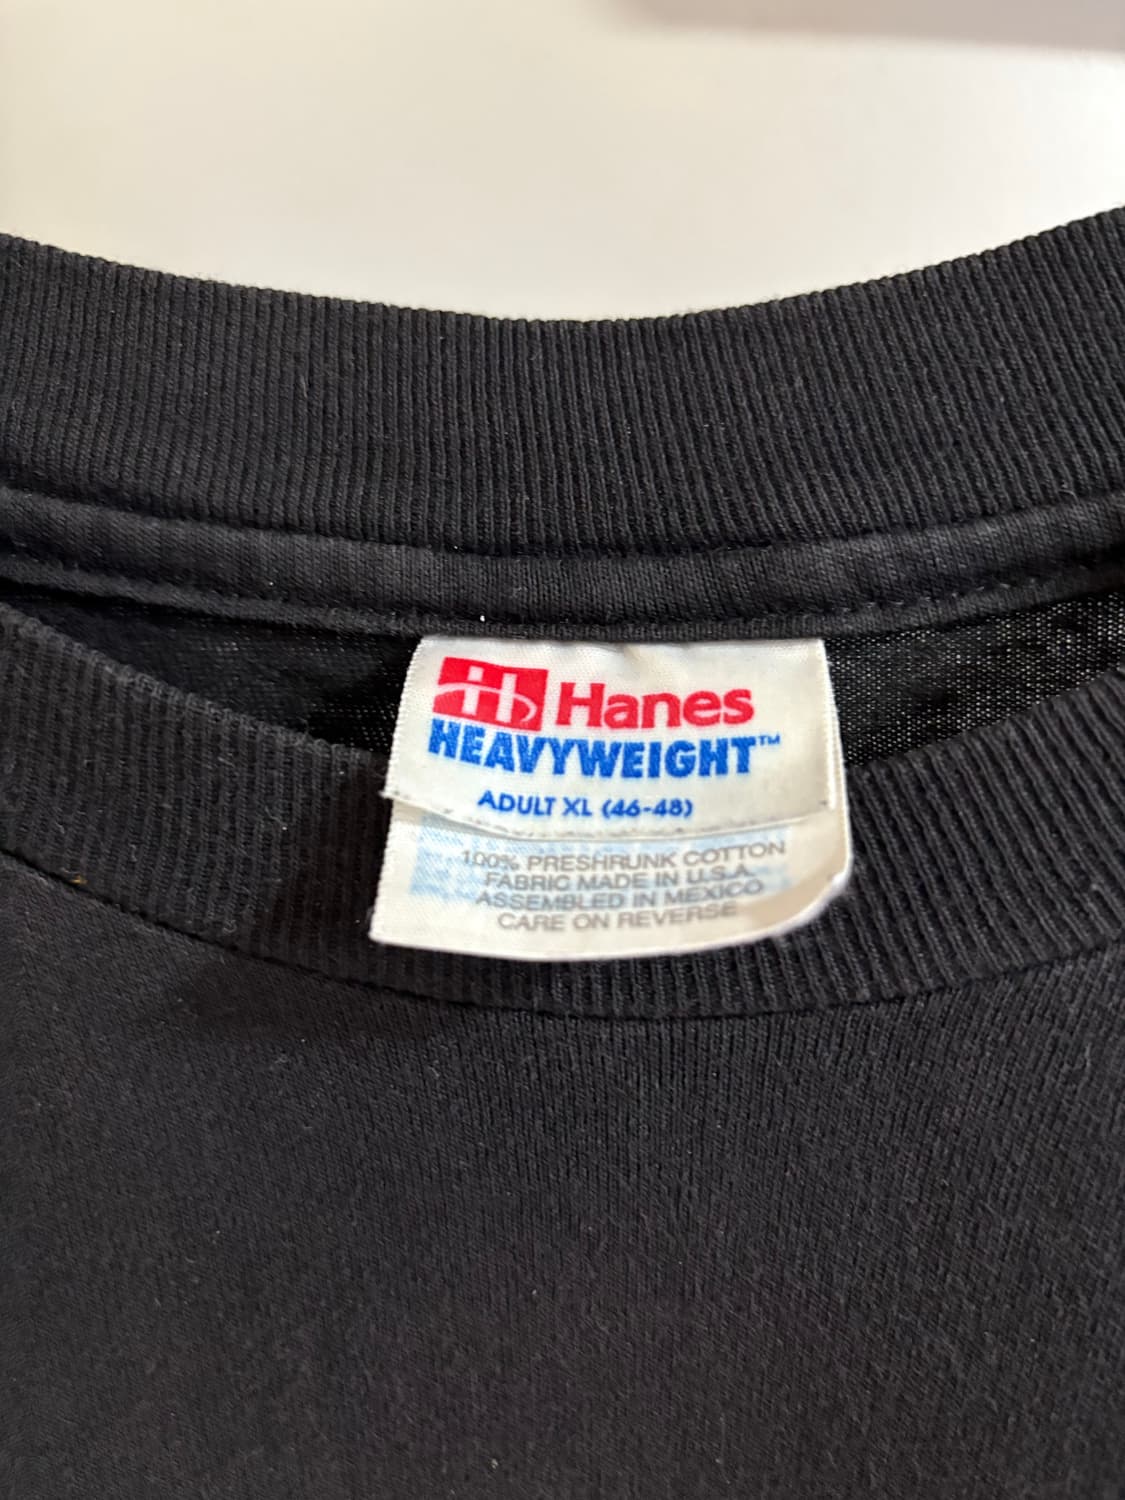 Hanes
HEAVYWEIGHT™
ADULT XL (46-48)
100% PRESHRUNK COTTON
FABRIC MADE IN U.S.A.
ASSEMBLED IN MEXICO
CARE ON REVERSE